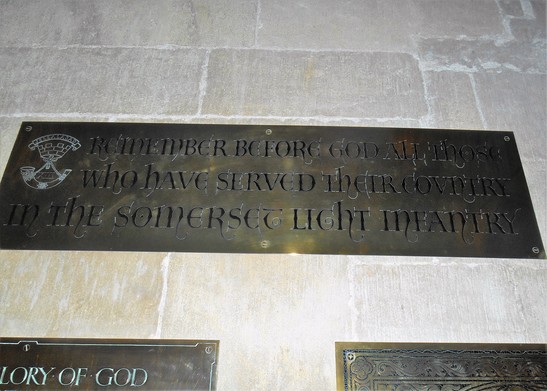 REMEMBER BEFORE GOD ALL THOSE
WHO HAVE SERVED THEIR COUNTRY
IN THE SOMERSET LIGHT INFANTRY
LORY·OF·GOD